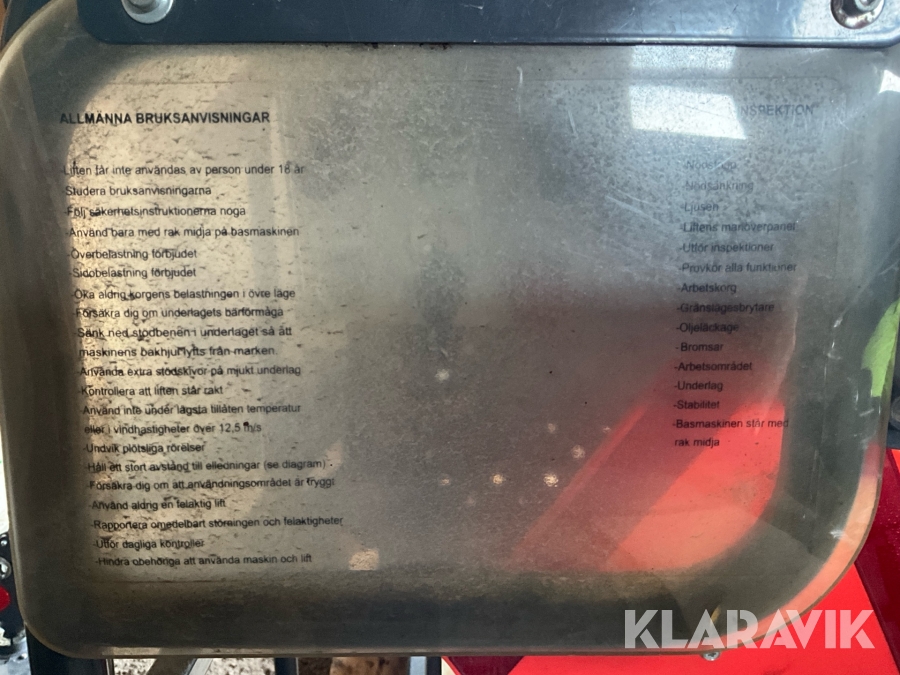 ALLMÄNNA BRUKSANVISNINGAR
-Liften får inte användas av person under 18 år
-Studera bruksanvisningarna
-Följ säkerhetsinstruktionerna noga
-Använd bara med rak midja på basmaskinen
-Överbelastning förbjudet
-Sidobelastning förbjudet
-Öka aldrig korgens belastningen i övre läge
-Försäkra dig om underlagets bärförmåga
-Sänk ned stödbenen i underlaget så att
maskinens bakhjul lyfts från marken.
-Använda extra stödskivor på mjukt underlag
-Kontrollera att liften står rakt
-Använd inte under lägsta tillåten temperatur
eller i vindhastigheter över 12,5 m/s
-Undvik plötsliga rörelser
-Håll ett stort avstånd till elledningar (se diagram)
-Försäkra dig om att användningsområdet är tryggt
-Använd aldrig en felaktig lift
-Rapportera omedelbart störningen och felaktigheter
-Utför dagliga kontroller
-Hindra obehöriga att använda maskin och lift
INSPEKTION
-Nödstopp
-Nödsänkning
-Ljusen
-Liftens manöverpanel
-Utför inspektioner
-Provkör alla funktioner
-Arbetskorg
-Gränslägesbrytare
-Oljeläckage
-Bromsar
-Arbetsområdet
-Underlag
-Stabilitet
-Basmaskinen står med
rak midja
KLARAVIK